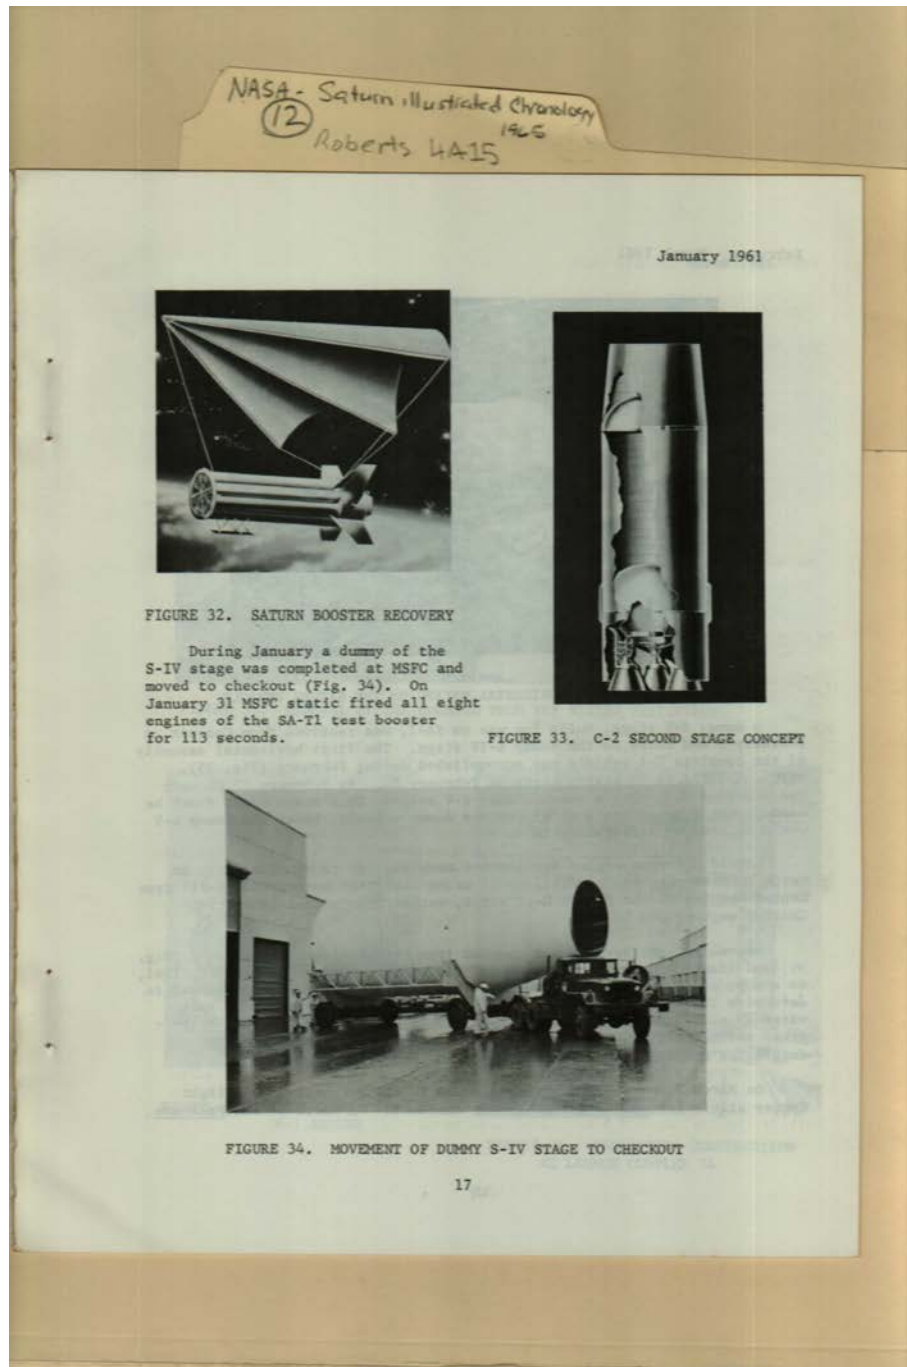 NASA - Saturn illustrated Chronology
12
1965
Roberts 4A15
January 1961
FIGURE 32. SATURN BOOSTER RECOVERY
During January a dummy of the
S-IV stage was completed at MSFC and
moved to checkout (Fig. 34). On
January 31 MSFC static fired all eight
engines of the SA-T1 test booster
for 113 seconds.
FIGURE 33. C-2 SECOND STAGE CONCEPT
FIGURE 34. MOVEMENT OF DUMMY S-IV STAGE TO CHECKOUT
17